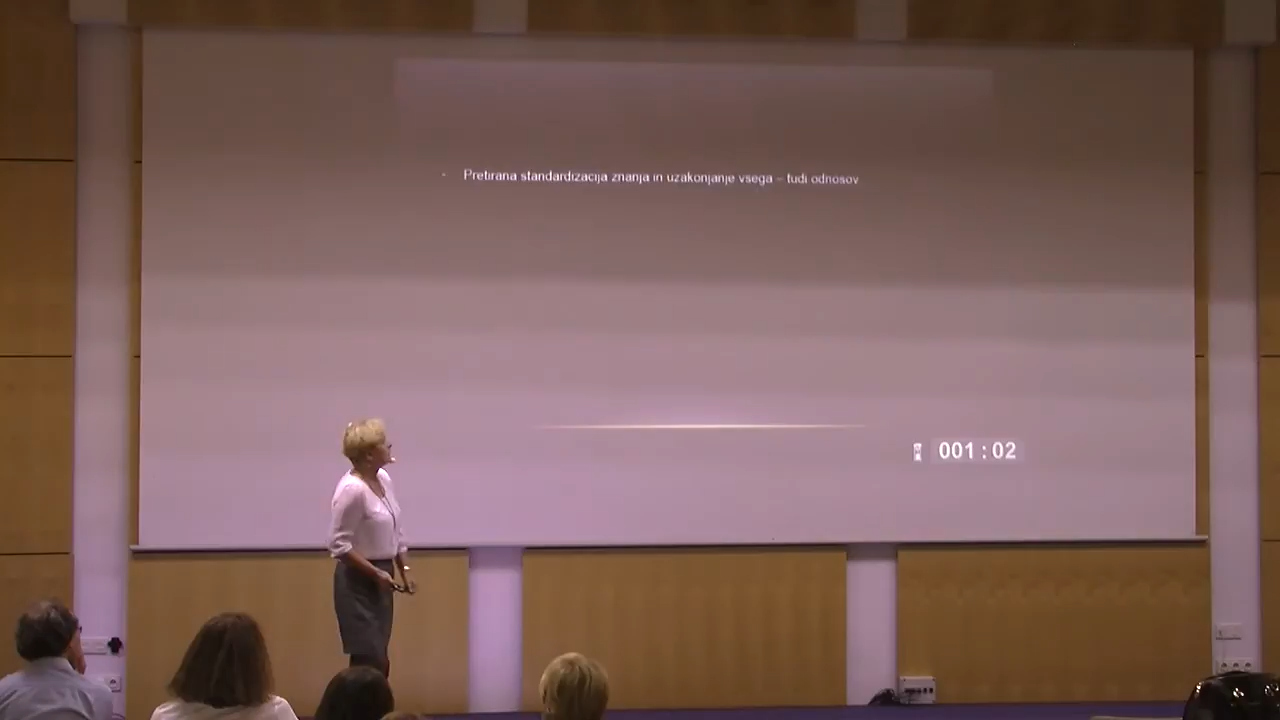 - Pretirana standardizacija znanja in uzakonjanje vsega – tudi odnosov
001 : 02